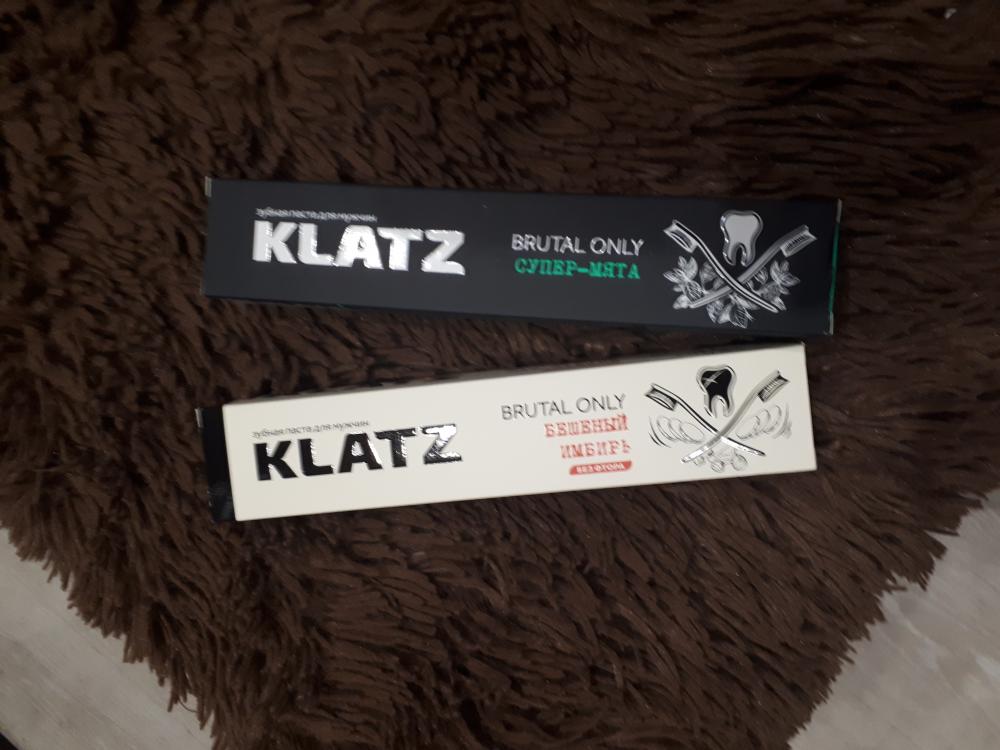 зубная паста для мужчин
KLATZ
BRUTAL ONLY
СУПЕР-МЯТА
зубная паста для мужчин
KLATZ
BRUTAL ONLY
БЕШЕНЫЙ
ИМБИРЬ
БЕЗ ФТОРА